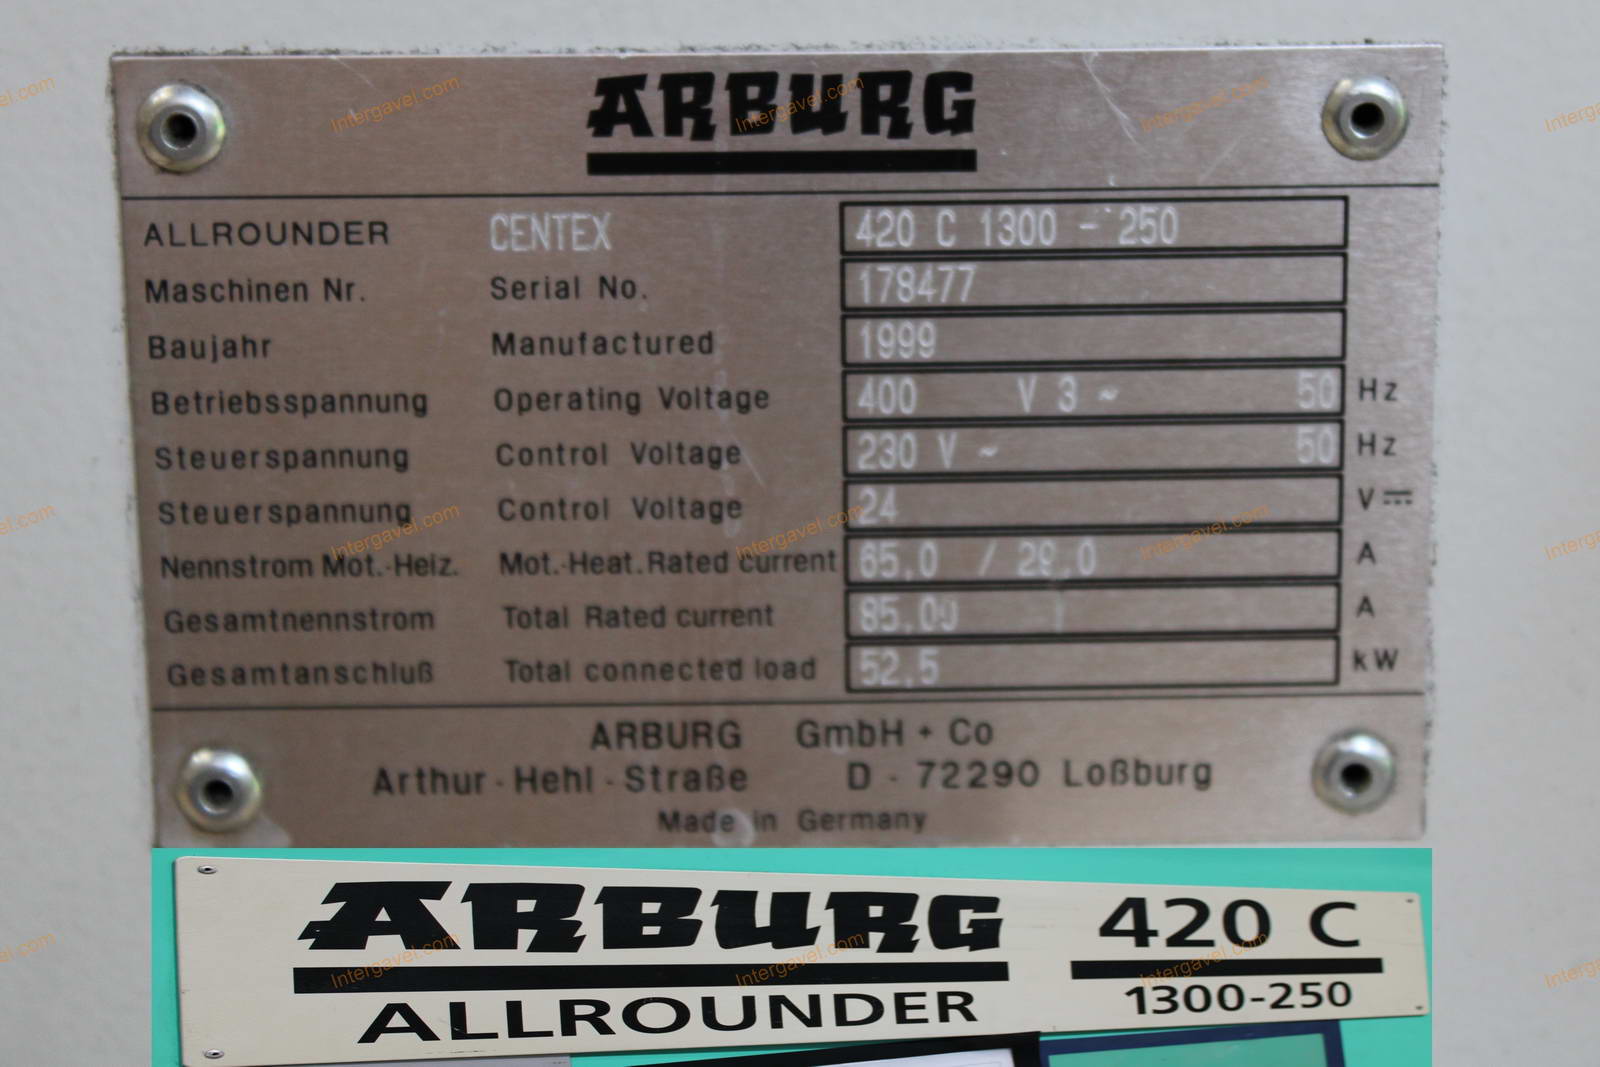 ARBURG
ALLROUNDER CENTEX 420 C 1300 - 250
Maschinen Nr. Serial No. 178477
Baujahr Manufactured 1999
Betriebsspannung Operating Voltage 400 V 3 ~ 50 Hz
Steuerspannung Control Voltage 230 V ~ 50 Hz
Steuerspannung Control Voltage 24 V ⎓
Nennstrom Mot.-Heiz. Mot.-Heat. Rated current 65.0 / 29.0 A
Gesamtnennstrom Total Rated current 85.00 A
Gesamtanschluß Total connected load 52.5 kW
ARBURG GmbH + Co
Arthur - Hehl - Straße D - 72290 Loßburg
Made in Germany
ARBURG 420 C
ALLROUNDER 1300-250
Intergavel.com